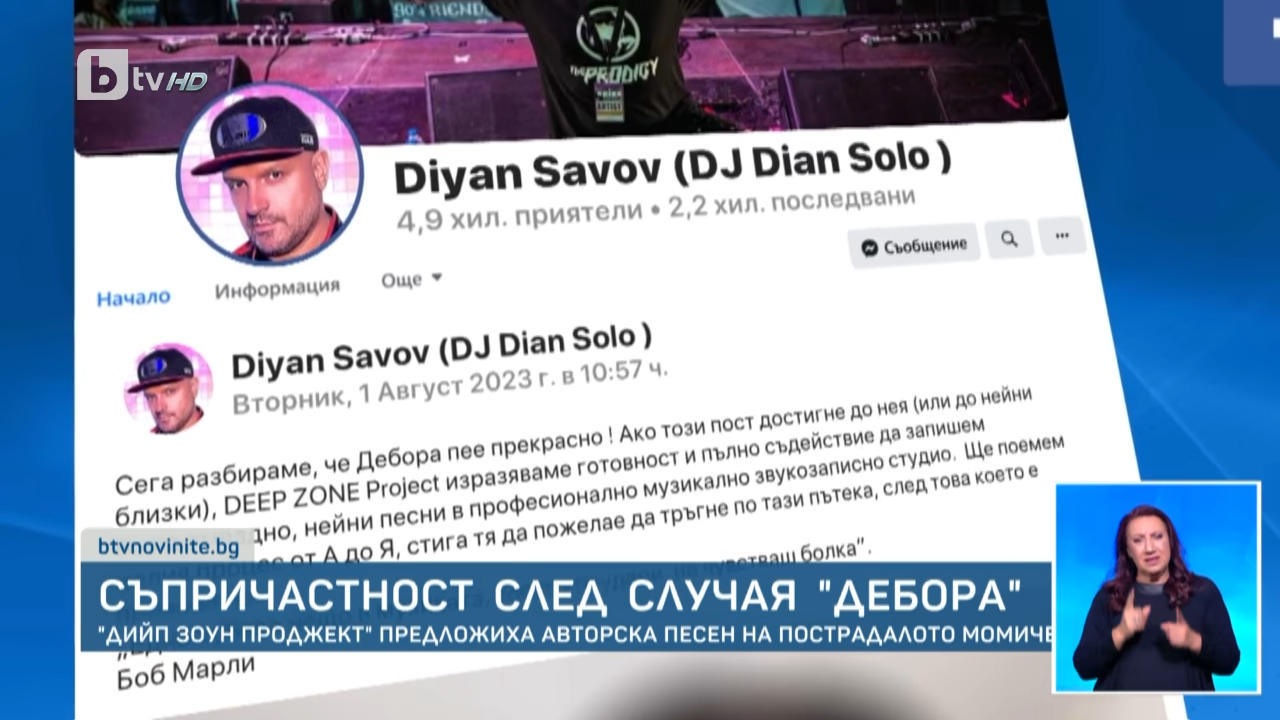 90's RICHD
THE PRODIGY
ARTIST
btv HD
Diyan Savov (DJ Dian Solo )
4,9 хил. приятели • 2,2 хил. последвани
Съобщение
Начало
Информация
Още
Diyan Savov (DJ Dian Solo )
Вторник, 1 Август 2023 г. в 10:57 ч.
Сега разбираме, че Дебора пее прекрасно ! Ако този пост достигне до нея (или до нейни
близки), DEEP ZONE Project изразяваме готовност и пълно съдействие да запишем
нейни песни в професионално музикално звукозаписно студио. Ще поемем
от А до Я, стига тя да пожелае да тръгне по тази пътека, след това което е
не чувстваш болка”.
Боб Марли
btvnovinite.bg
СЪПРИЧАСТНОСТ СЛЕД СЛУЧАЯ "ДЕБОРА"
"ДИЙП ЗОУН ПРОДЖЕКТ" ПРЕДЛОЖИХА АВТОРСКА ПЕСЕН НА ПОСТРАДАЛОТО МОМИЧЕ